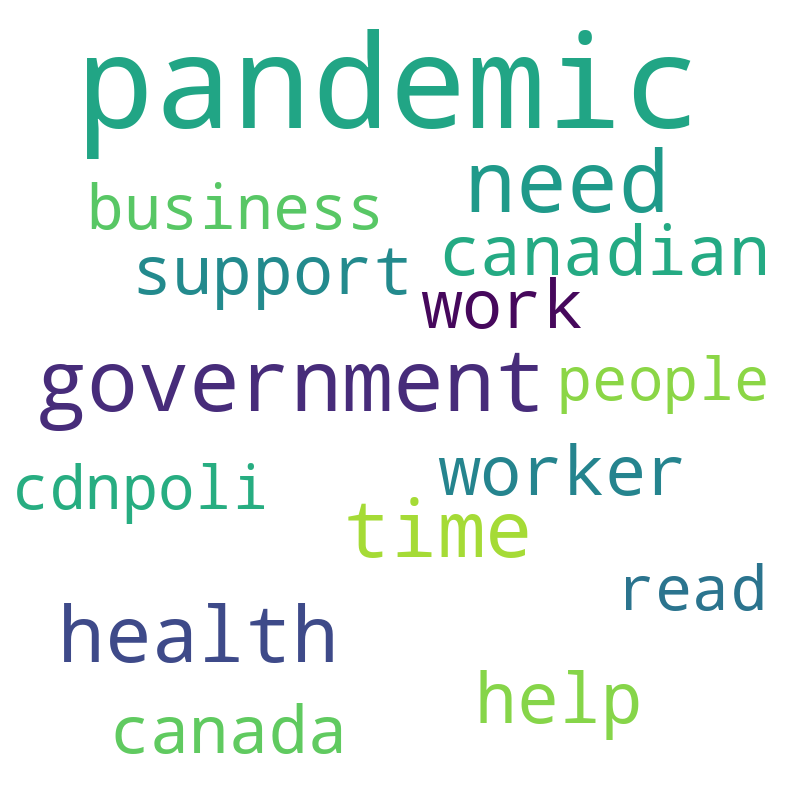 pandemic
need
business
canadian
support
work
government
people
worker
cdnpoli
time
read
health
help
canada